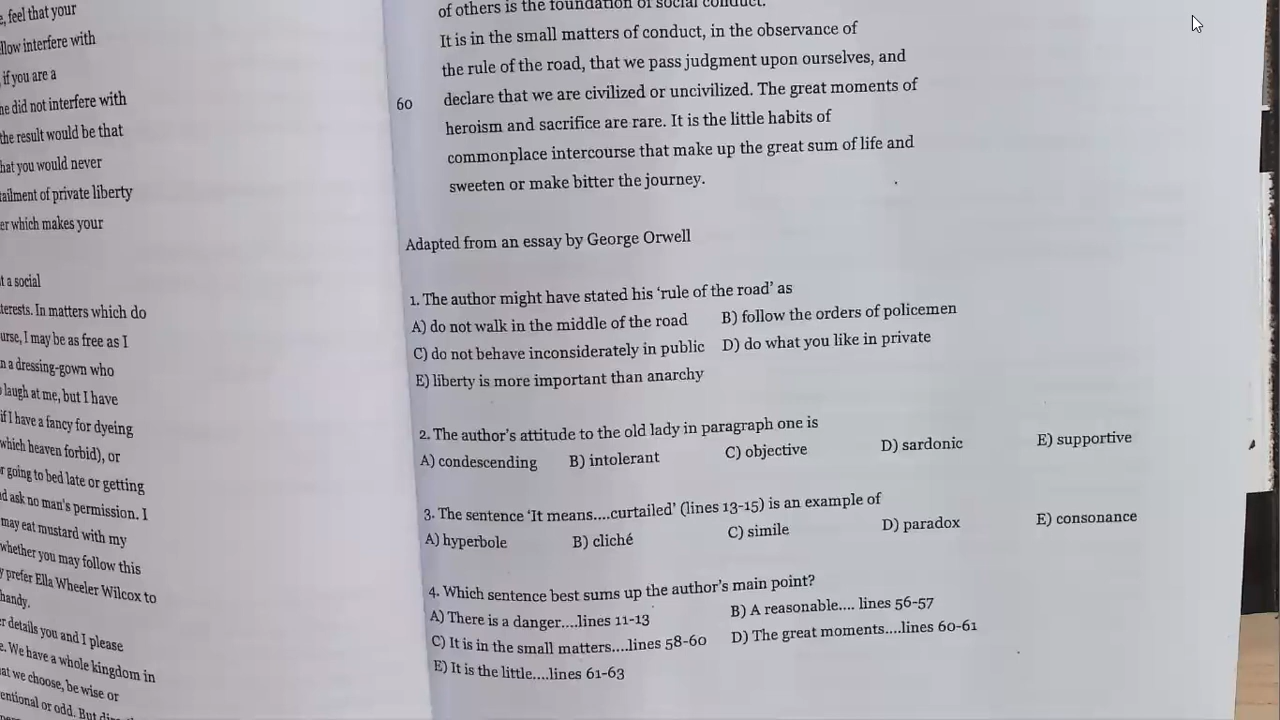 , feel that your
llow interfere with
if you are a
ne did not interfere with
the result would be that
hat you would never
tailment of private liberty
er which makes your
t a social
terests. In matters which do
urse, I may be as free as I
n a dressing-gown who
laugh at me, but I have
if I have a fancy for dyeing
which heaven forbid), or
r going to bed late or getting
d ask no man's permission. I
may eat mustard with my
whether you may follow this
y prefer Ella Wheeler Wilcox to
handy.
r details you and I please
e. We have a whole kingdom in
at we choose, be wise or
entional or odd. But
of others is the foundation of social conduct.
It is in the small matters of conduct, in the observance of
the rule of the road, that we pass judgment upon ourselves, and
60 declare that we are civilized or uncivilized. The great moments of
heroism and sacrifice are rare. It is the little habits of
commonplace intercourse that make up the great sum of life and
sweeten or make bitter the journey.
Adapted from an essay by George Orwell
1. The author might have stated his ‘rule of the road’ as
A) do not walk in the middle of the road B) follow the orders of policemen
C) do not behave inconsiderately in public D) do what you like in private
E) liberty is more important than anarchy
2. The author’s attitude to the old lady in paragraph one is
A) condescending B) intolerant C) objective D) sardonic E) supportive
3. The sentence ‘It means....curtailed’ (lines 13-15) is an example of
A) hyperbole B) cliché C) simile D) paradox E) consonance
4. Which sentence best sums up the author’s main point?
A) There is a danger....lines 11-13 B) A reasonable.... lines 56-57
C) It is in the small matters....lines 58-60 D) The great moments....lines 60-61
E) It is the little....lines 61-63